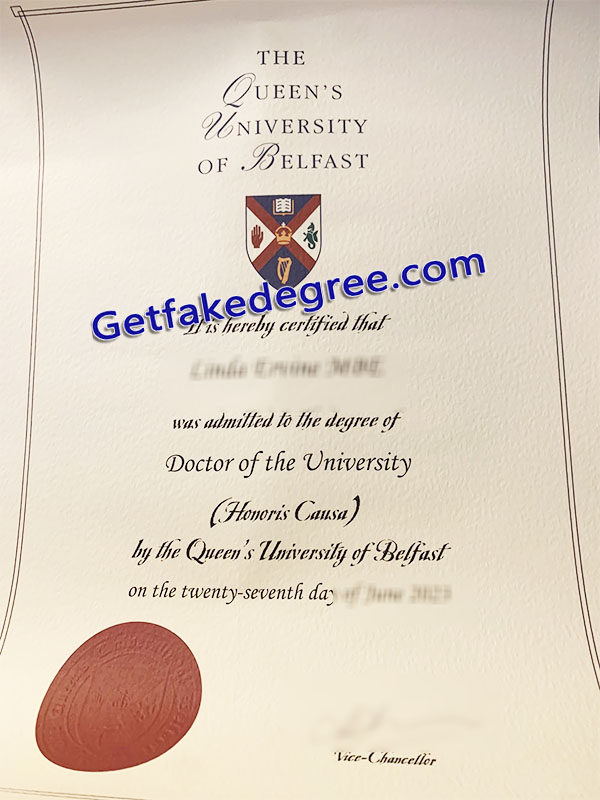 THE
QUEEN'S
UNIVERSITY
OF BELFAST
Getfakedegree.com
It is hereby certified that
was admitted to the degree of
Doctor of the University
(Honoris Causa)
by the Queen's University of Belfast
on the twenty-seventh day
Vice-Chancellor